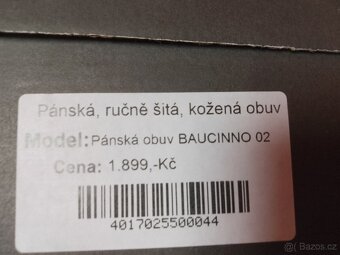 Pánská, ručně šitá, kožená obuv
Model: Pánská obuv BAUCINNO 02
Cena: 1.899,-Kč
4017025500044
Bazos.cz